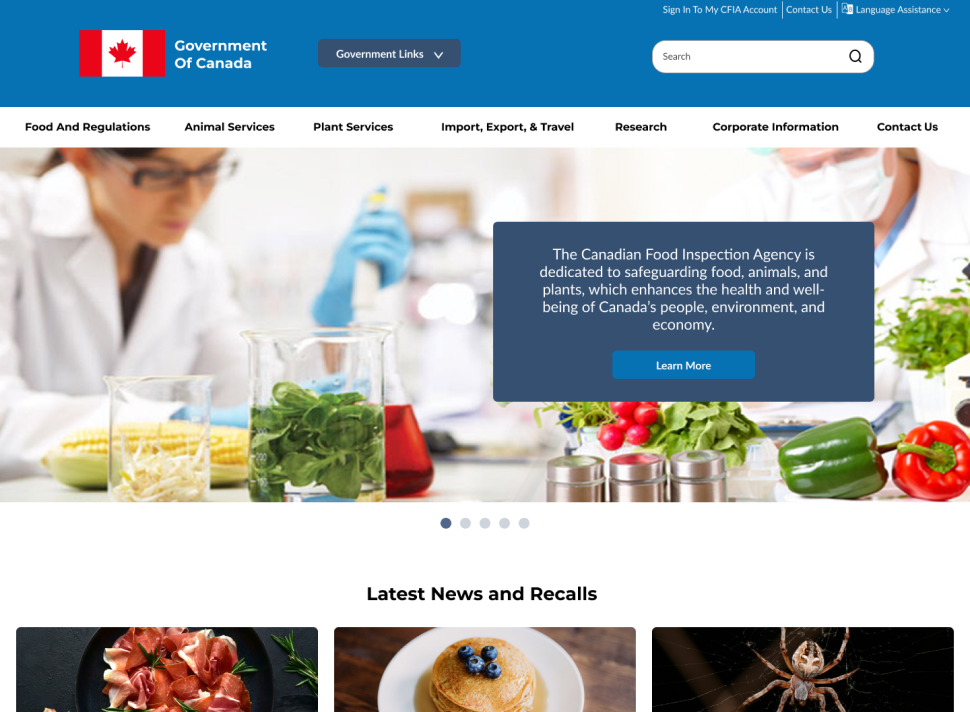 Sign In To My CFIA Account
Contact Us
Language Assistance
Government
Of Canada
Government Links
Search
Food And Regulations
Animal Services
Plant Services
Import, Export, & Travel
Research
Corporate Information
Contact Us
The Canadian Food Inspection Agency is
dedicated to safeguarding food, animals, and
plants, which enhances the health and well-
being of Canada's people, environment, and
economy.
Learn More
Latest News and Recalls